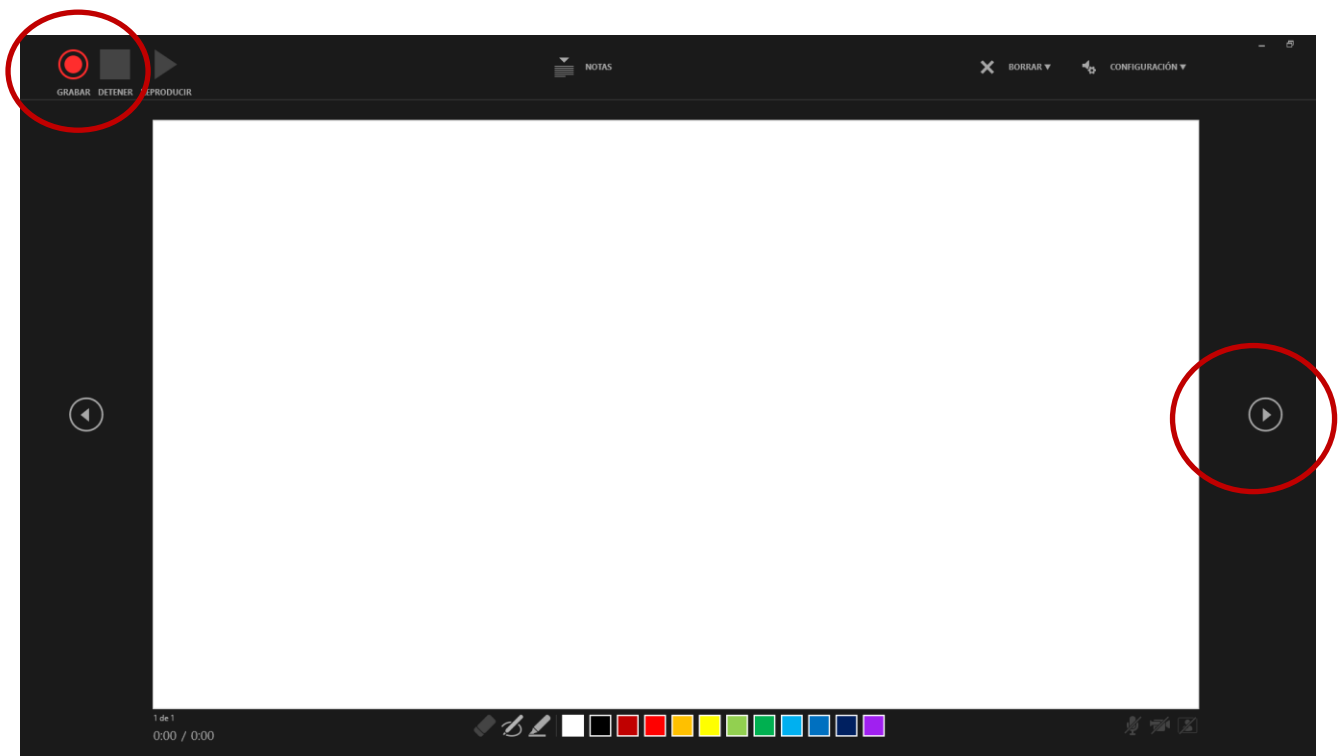 NOTAS
BORRAR
CONFIGURACIÓN
GRABAR DETENER REPRODUCIR
1 de 1
0:00 / 0:00